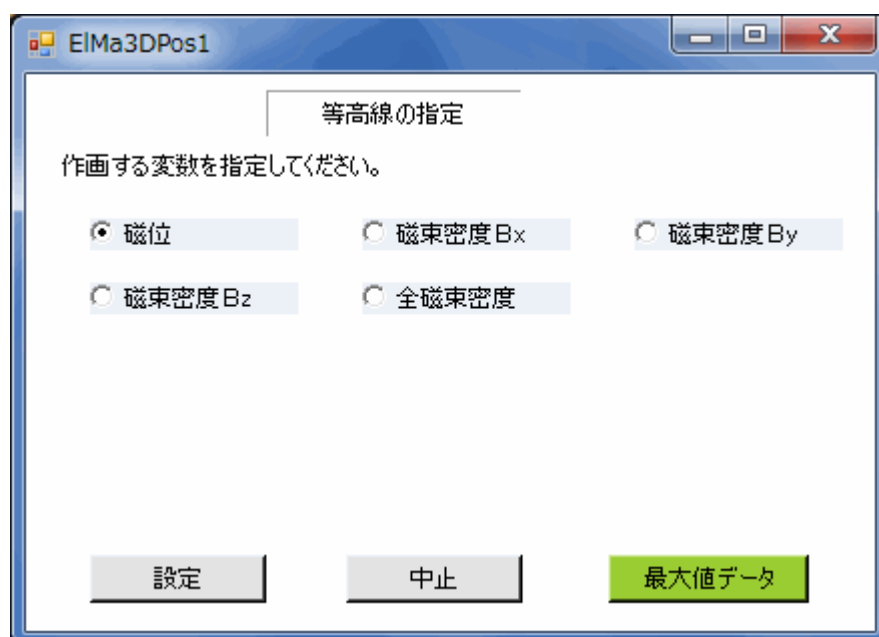 ElMa3DPos1
等高線の指定
作画する変数を指定してください。
磁位 磁束密度Bx 磁束密度By
磁束密度Bz 全磁束密度
設定 中止 最大値データ